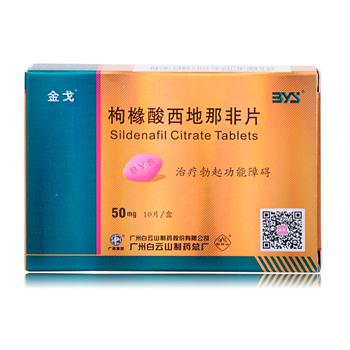 金戈
BYS
枸橼酸西地那非片
Sildenafil Citrate Tablets
BYS
治疗勃起功能障碍
50mg 10片/盒
广州白云山制药股份有限公司
广州白云山制药总厂